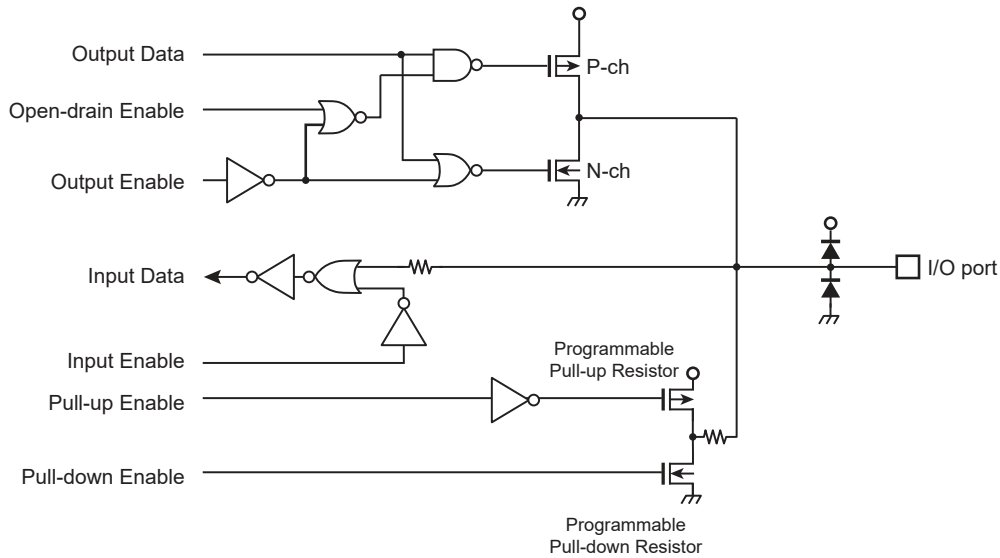 Output Data
P-ch
Open-drain Enable
Output Enable
N-ch
Input Data
I/O port
Input Enable
Programmable
Pull-up Resistor
Pull-up Enable
Pull-down Enable
Programmable
Pull-down Resistor